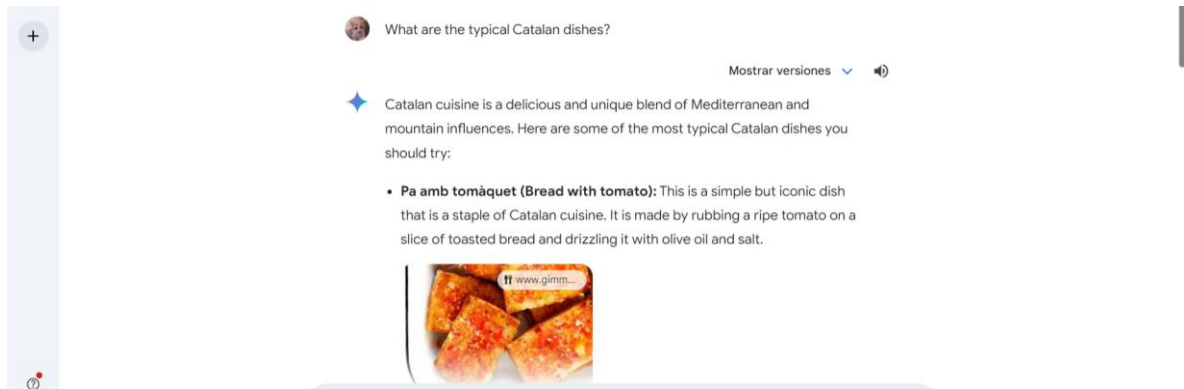 What are the typical Catalan dishes?
Mostrar versiones
Catalan cuisine is a delicious and unique blend of Mediterranean and
mountain influences. Here are some of the most typical Catalan dishes you
should try:
• Pa amb tomàquet (Bread with tomato): This is a simple but iconic dish
that is a staple of Catalan cuisine. It is made by rubbing a ripe tomato on a
slice of toasted bread and drizzling it with olive oil and salt.
www.gimm...